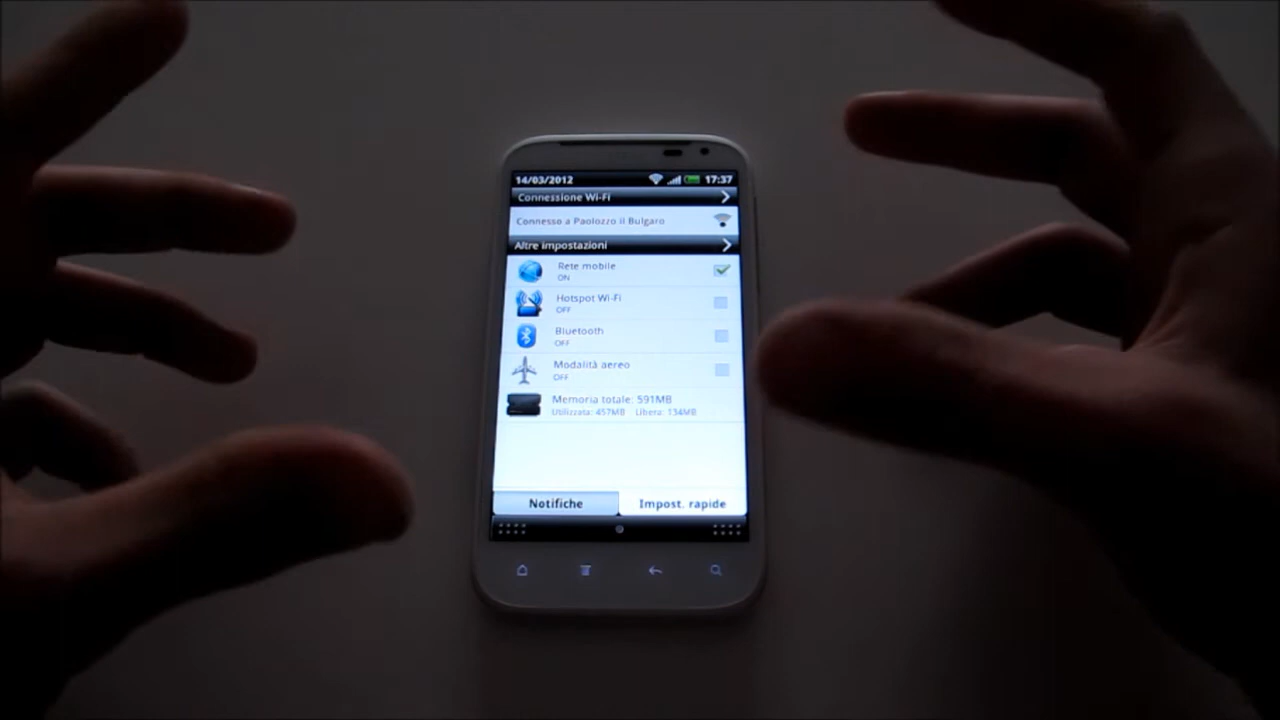 14/03/2012 17:37
Connessione Wi-Fi
Connesso a Paolozzo il Bulgaro
Altre impostazioni
Rete mobile
ON
Hotspot Wi-Fi
OFF
Bluetooth
OFF
Modalità aereo
OFF
Memoria totale: 591MB
Utilizzata: 457MB Libera: 134MB
Notifiche Impost. rapide